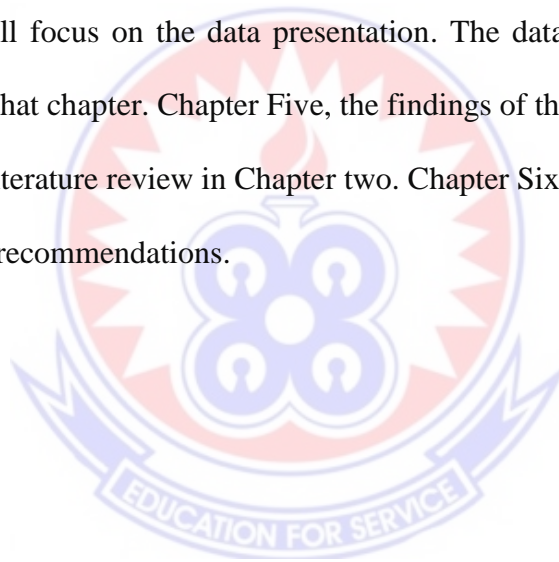 ll focus on the data presentation. The data
hat chapter. Chapter Five, the findings of th
iterature review in Chapter two. Chapter Six
recommendations.
EDUCATION FOR SERVICE